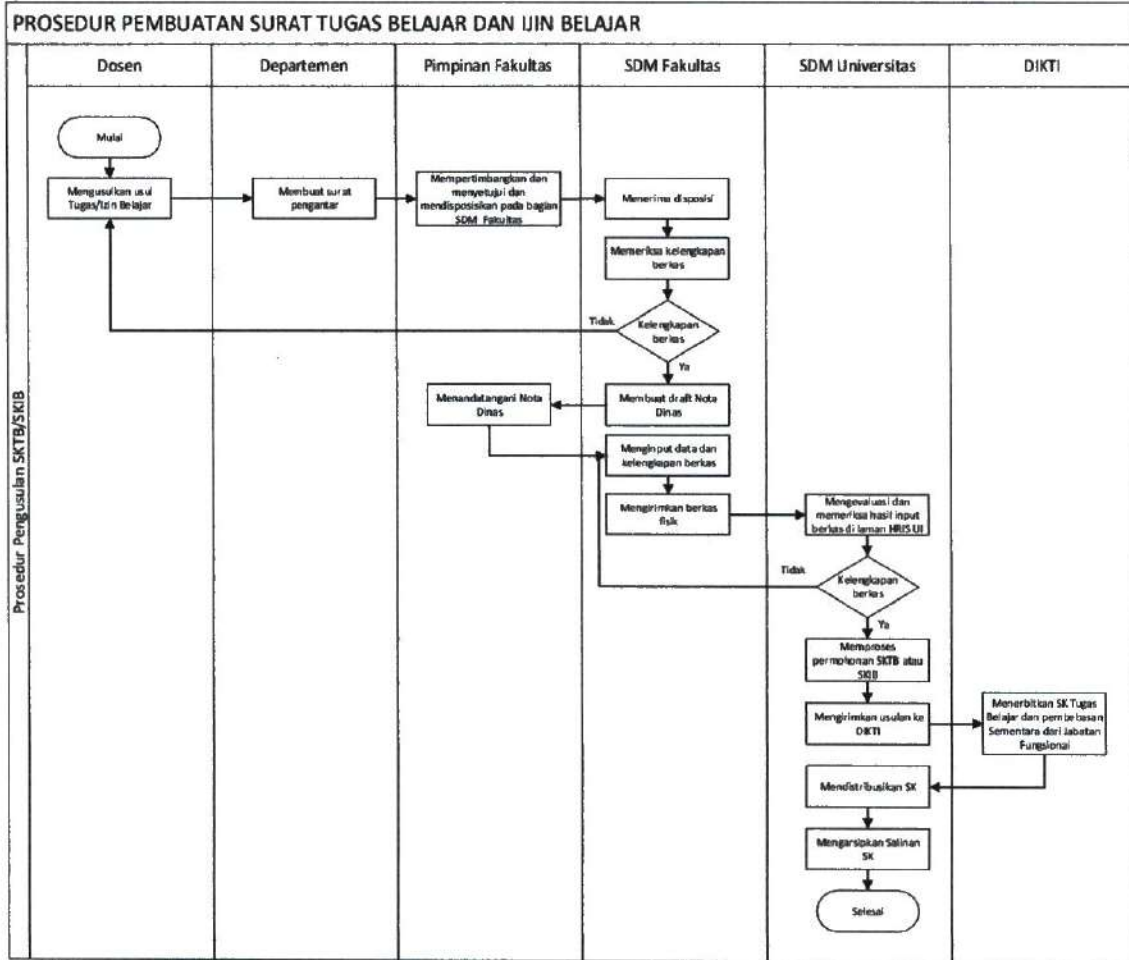 PROSEDUR PEMBUATAN SURAT TUGAS BELAJAR DAN IJIN BELAJAR
Prosedur Pengusulan SKTB/SKIB
Dosen
Departemen
Pimpinan Fakultas
SDM Fakultas
SDM Universitas
DIKTI
Mulai
Mengusulkan usul
Tugas/Izin Belajar
Membuat surat
pengantar
Mempertimbangkan dan
menyetujui dan
mendisposisikan pada bagian
SDM Fakultas
Menerima disposisi
Memeriksa kelengkapan
berkas
Tidak
Kelengkapan
berkas
Ya
Menandatangani Nota
Dinas
Membuat draft Nota
Dinas
Menginput data dan
kelengkapan berkas
Mengirimkan berkas
fisik
Mengevaluasi dan
memeriksa hasil input
berkas di laman HRIS UI
Tidak
Kelengkapan
berkas
Ya
Memproses
permohonan SKTB atau
SKIB
Mengirimkan usulan ke
DIKTI
Menerbitkan SK Tugas
Belajar dan pembebasan
Sementara dari Jabatan
Fungsional
Mendistribusikan SK
Mengarsipkan Salinan
SK
Selesai